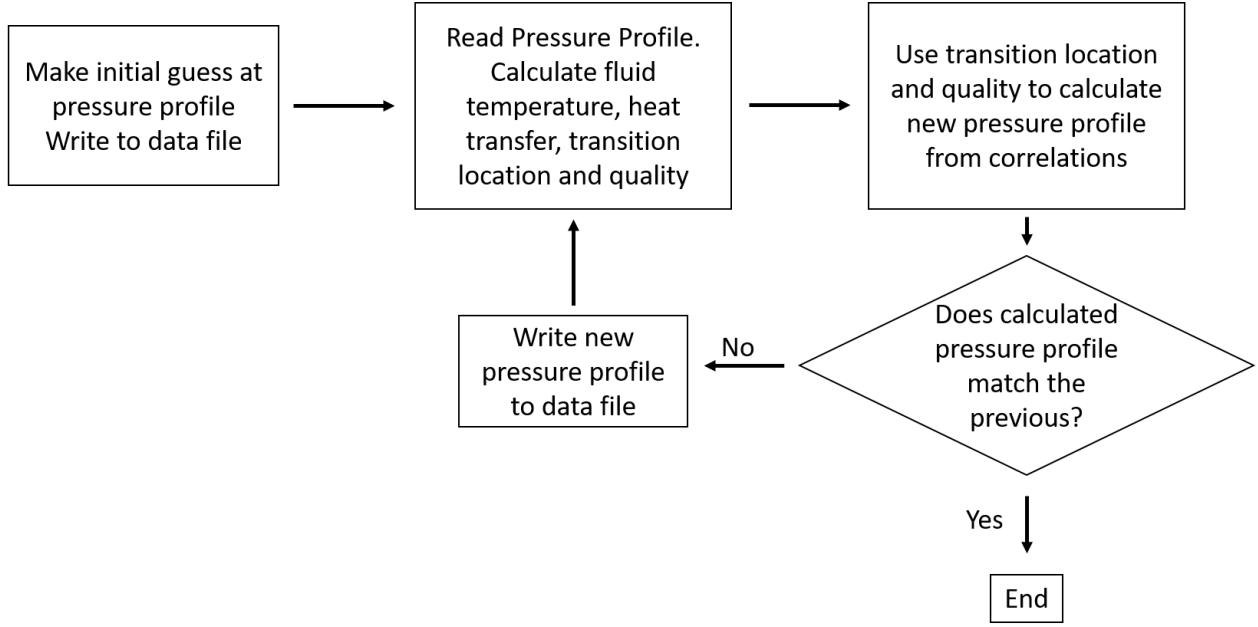 Make initial guess at
pressure profile
Write to data file
Read Pressure Profile.
Calculate fluid
temperature, heat
transfer, transition
location and quality
Use transition location
and quality to calculate
new pressure profile
from correlations
Does calculated
pressure profile
match the
previous?
No
Write new
pressure profile
to data file
Yes
End